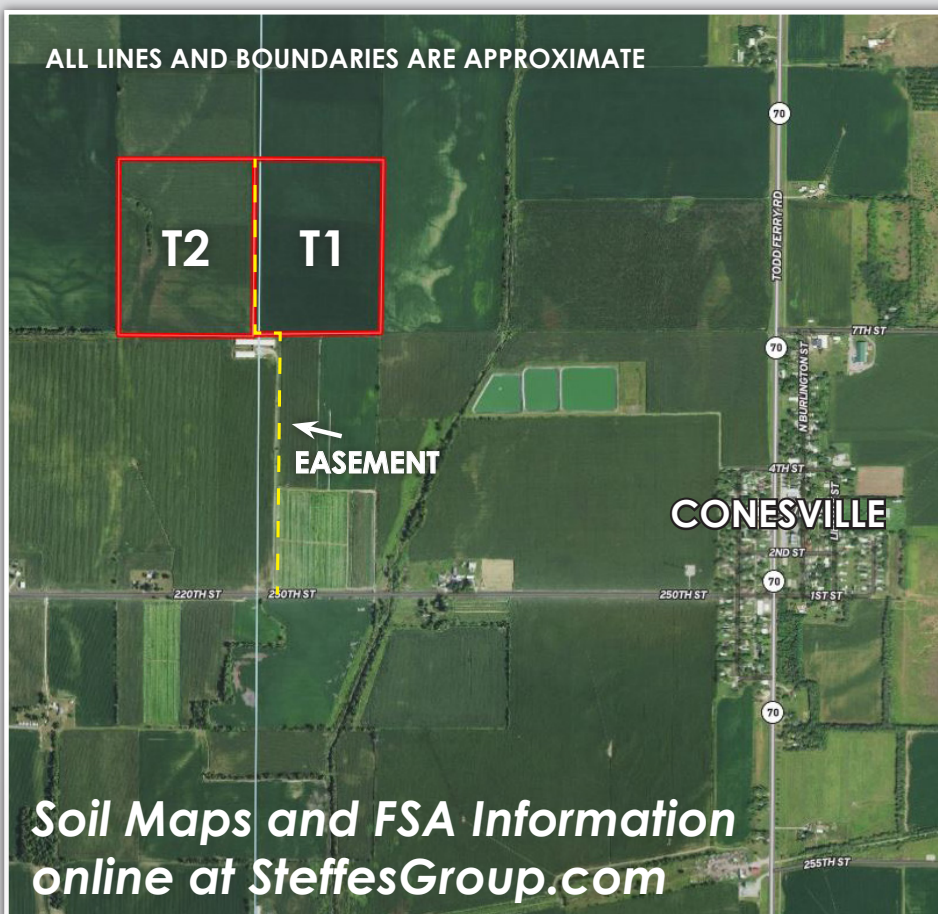 ALL LINES AND BOUNDARIES ARE APPROXIMATE
70
TODD FERRY RD
T2
T1
7TH ST
70
N BURLINGTON ST
EASEMENT
4TH ST
CONESVILLE
2ND ST
70
220TH ST
250TH ST
250TH ST
1ST ST
70
Soil Maps and FSA Information
online at SteffesGroup.com
255TH ST